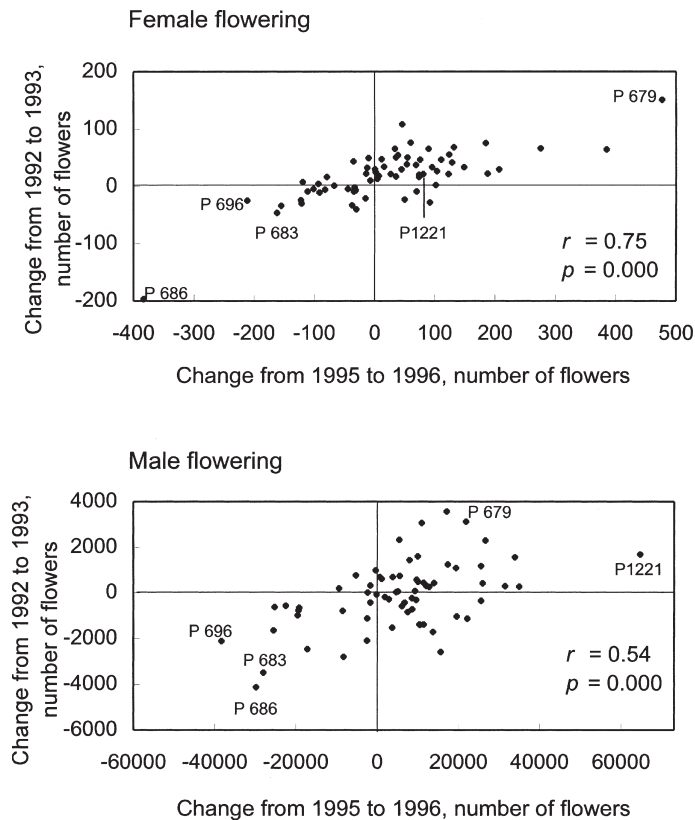 Female flowering
Change from 1992 to 1993,
number of flowers
200
100
0
-100
-200
P 679
P 696
P 683
P1221
P 686
r = 0.75
p = 0.000
-400 -300 -200 -100 0 100 200 300 400 500
Change from 1995 to 1996, number of flowers
Male flowering
Change from 1992 to 1993,
number of flowers
4000
2000
0
-2000
-4000
-6000
P 679
P1221
P 696
P 683
P 686
r = 0.54
p = 0.000
-60000 -40000 -20000 0 20000 40000 60000
Change from 1995 to 1996, number of flowers